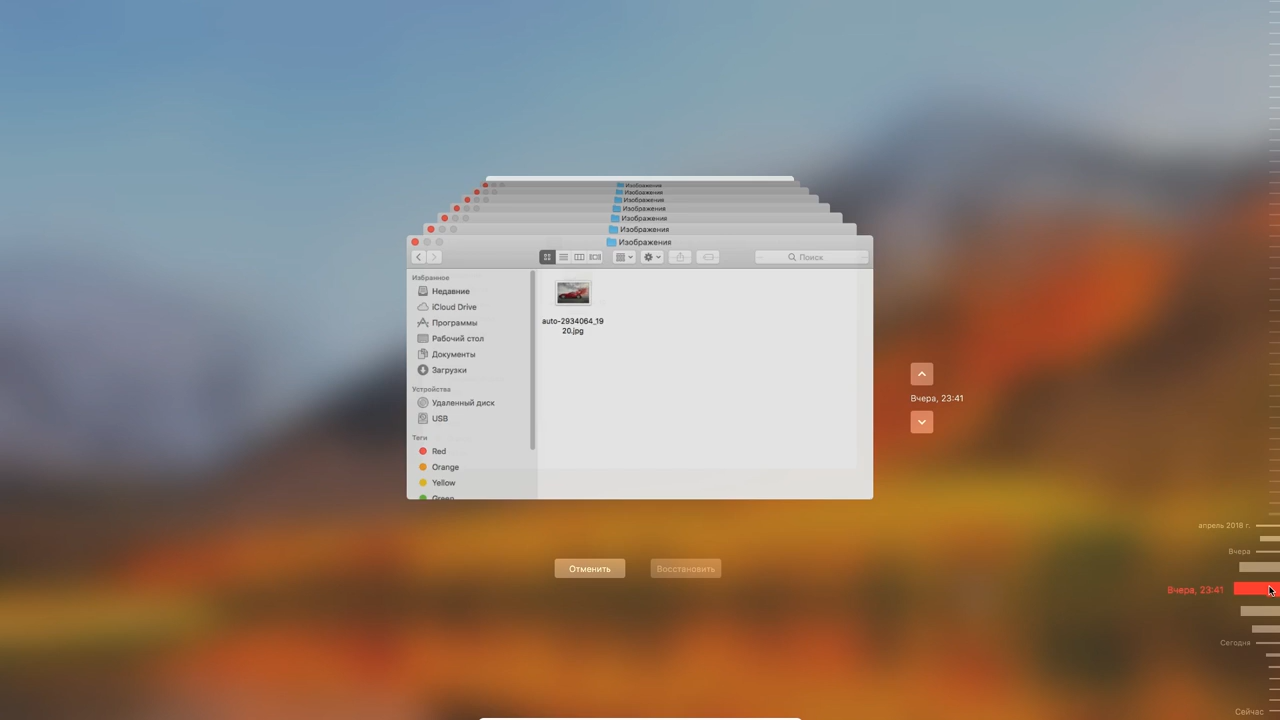 Изображения
Изображения
Изображения
Изображения
Изображения
Изображения
Изображения
Поиск
Избранное
Недавние
iCloud Drive
Программы
Рабочий стол
Документы
Загрузки
Устройства
Удаленный диск
USB
Теги
Red
Orange
Yellow
Green
auto-2934064_19
20.jpg
Вчера, 23:41
Отменить
Восстановить
апрель 2018 г.
Вчера
Вчера, 23:41
Сегодня
Сейчас